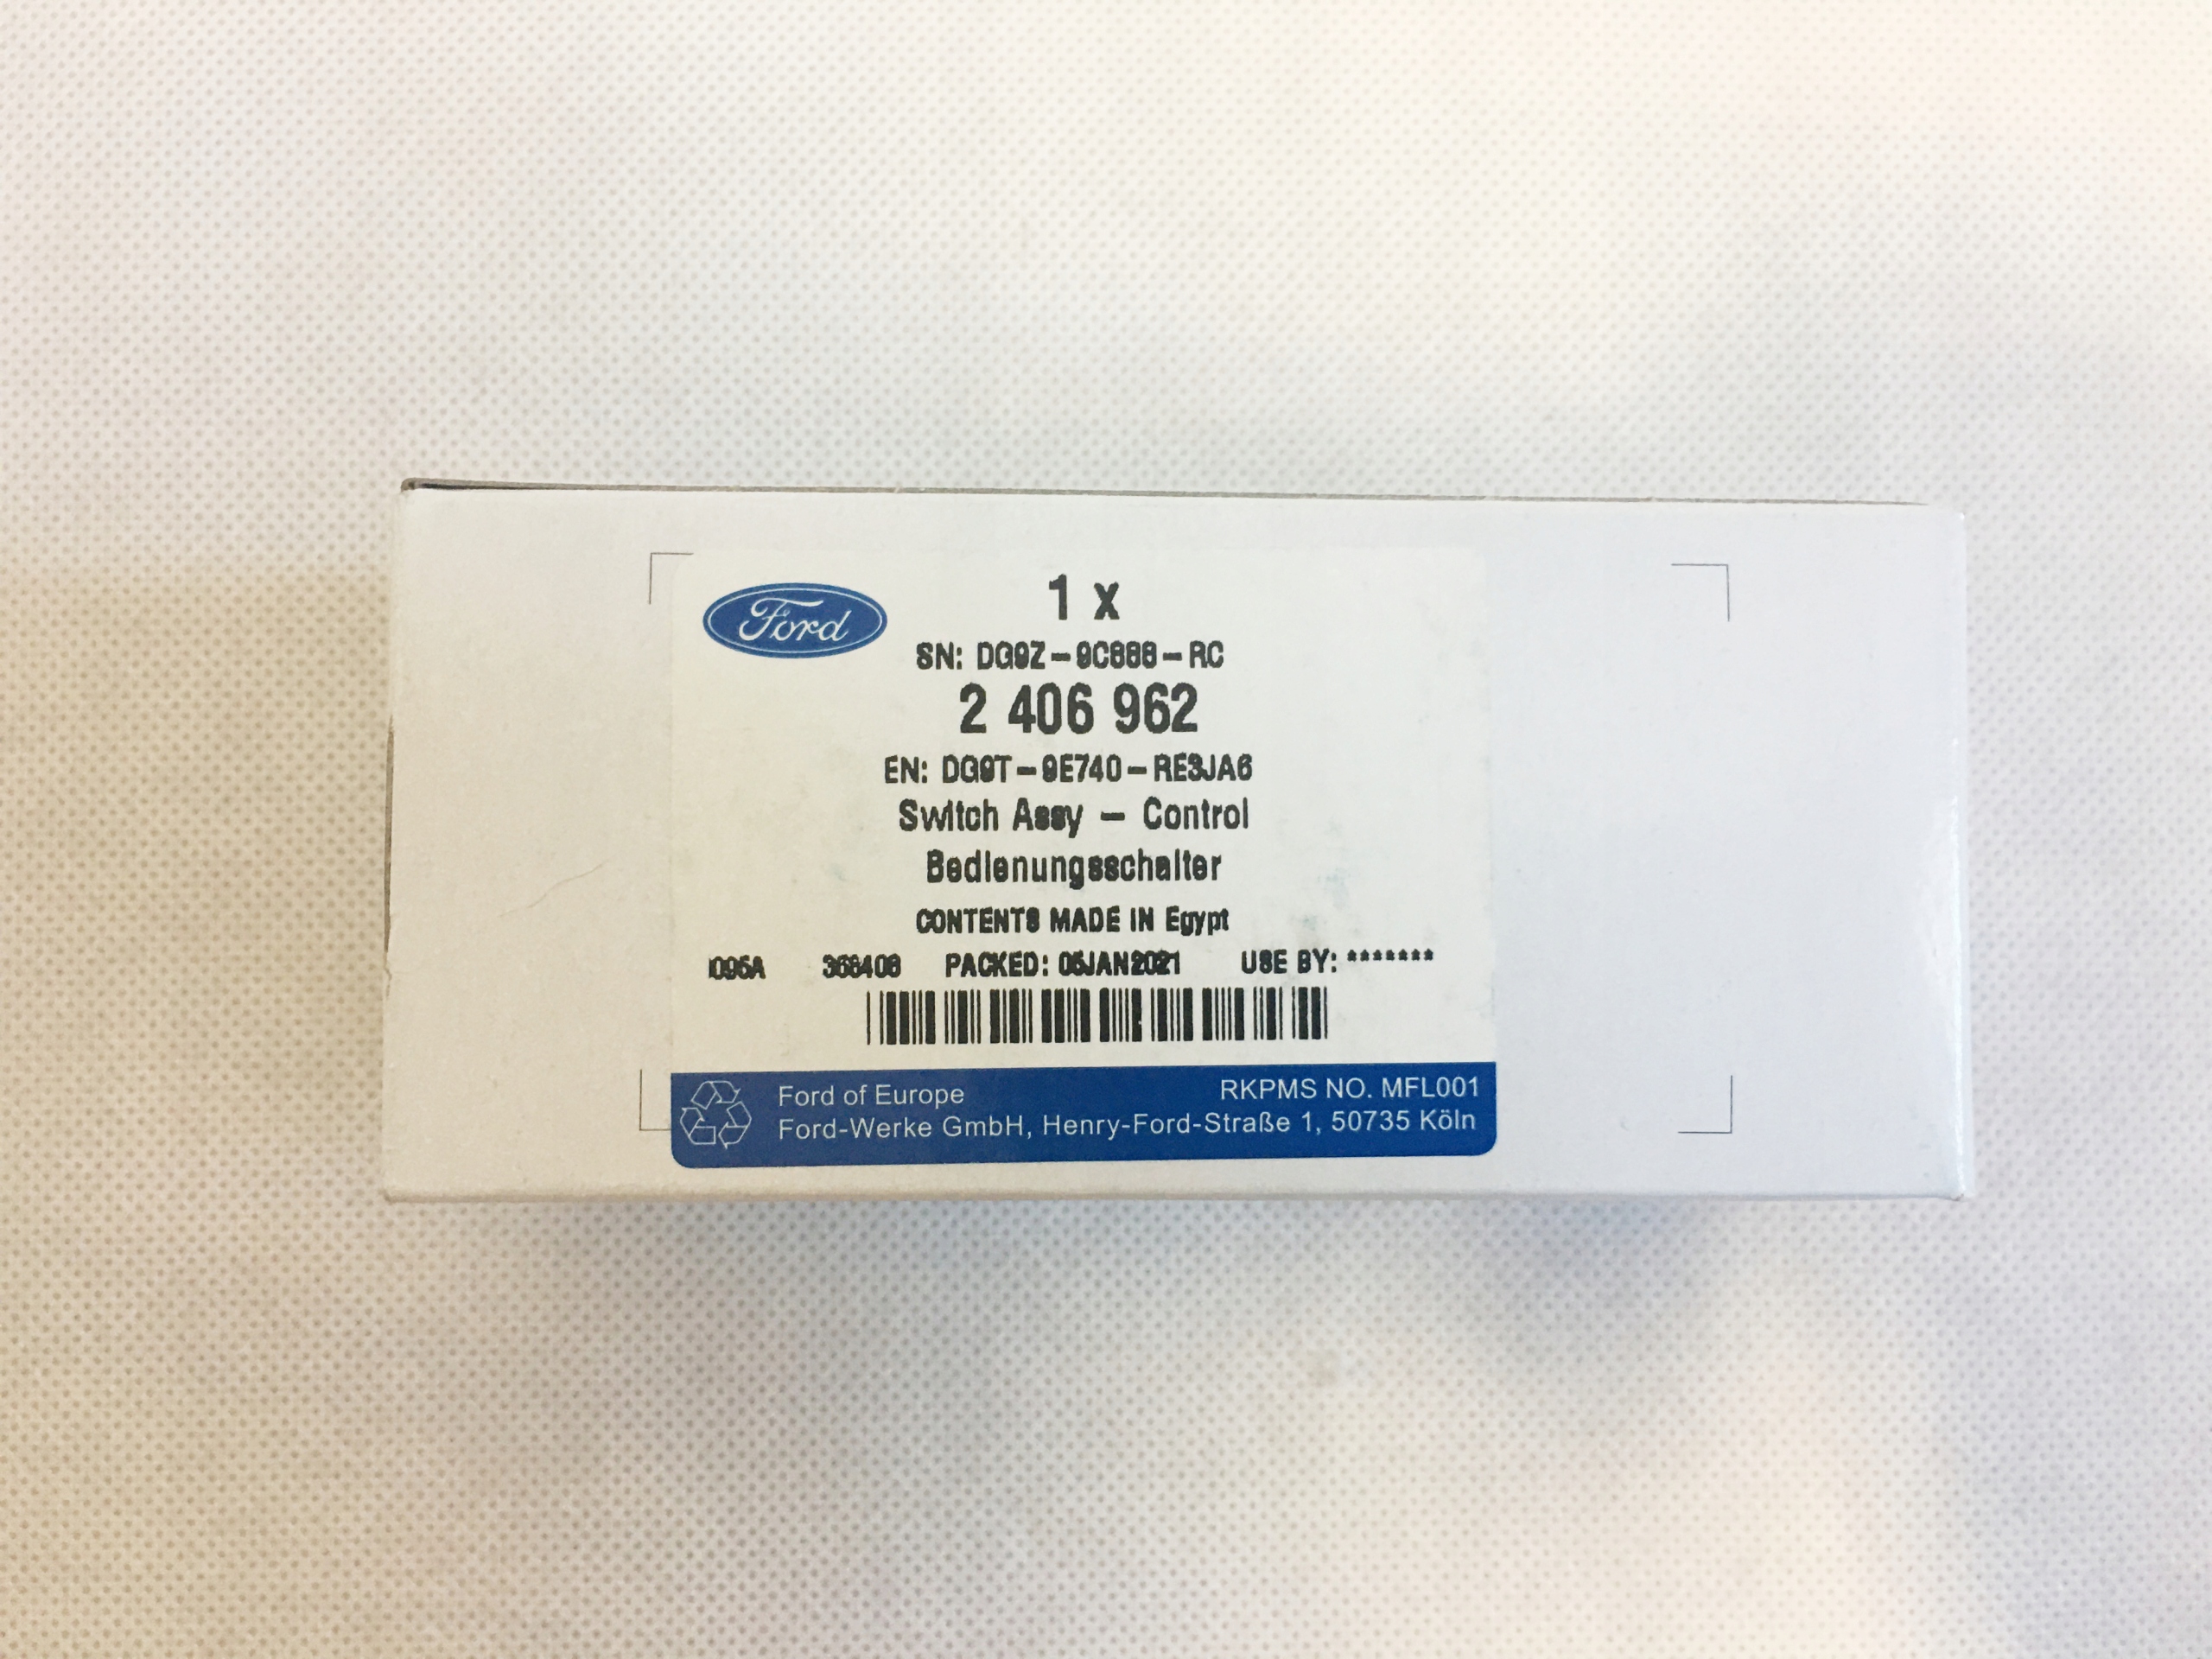 Ford
1 x
SN: DG9Z-9C888-RC
2 406 962
EN: DG9T-9E740-RE3JA6
Switch Assy - Control
Bedienungsschalter
CONTENTS MADE IN Egypt
PACKED: 05JAN2021 USE BY: *******
Ford of Europe RKPMS NO. MFL001
Ford-Werke GmbH, Henry-Ford-Straße 1, 50735 Köln